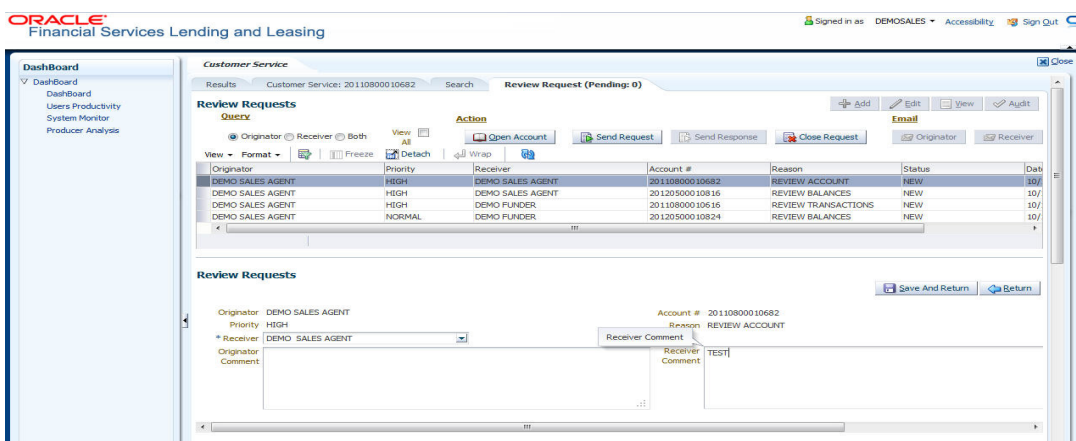 ORACLE®
Signed in as DEMOSALES Accessibility Sign Out
Financial Services Lending and Leasing
DashBoard
DashBoard
DashBoard
Users Productivity
System Monitor
Producer Analysis
Customer Service
Close
Results Customer Service: 20110800010682 Search Review Request (Pending: 0)
Review Requests
Add Edit View Audit
Query Action Email
Originator Receiver Both View All Open Account Send Request Send Response Close Request Originator Receiver
View Format Freeze Detach Wrap
Originator Priority Receiver Account # Reason Status Date
DEMO SALES AGENT HIGH DEMO SALES AGENT 20110800010682 REVIEW ACCOUNT NEW 10/
DEMO SALES AGENT HIGH DEMO SALES AGENT 20120500010816 REVIEW BALANCES NEW 10/
DEMO SALES AGENT HIGH DEMO FUNDER 20110800010616 REVIEW TRANSACTIONS NEW 10/
DEMO SALES AGENT NORMAL DEMO FUNDER 20120500010824 REVIEW BALANCES NEW 10/
Review Requests
Save And Return Return
Originator DEMO SALES AGENT Account # 20110800010682
Priority HIGH Reason REVIEW ACCOUNT
* Receiver DEMO SALES AGENT Receiver Comment
Originator Comment Receiver Comment TEST